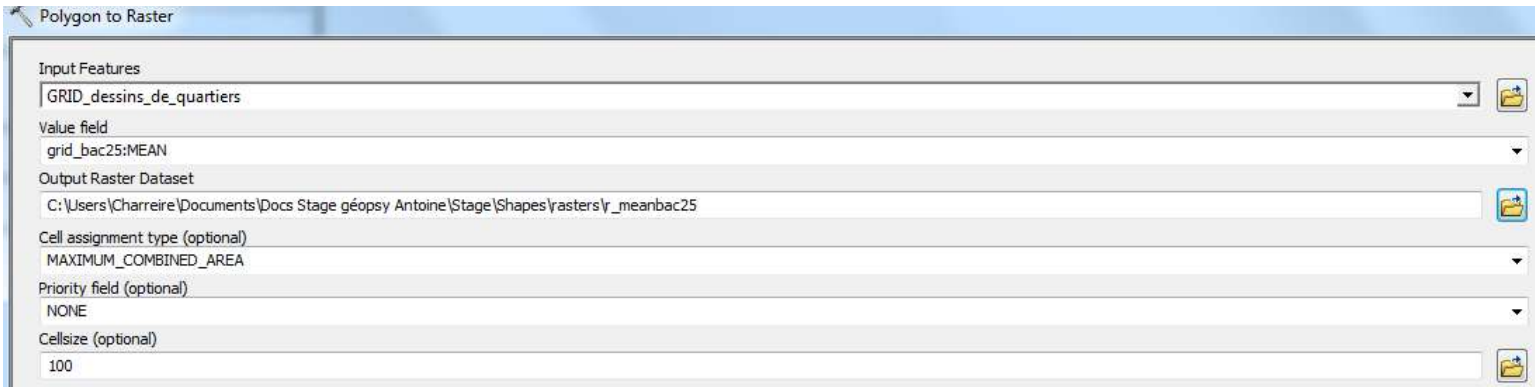 Polygon to Raster
Input Features
GRID_dessins_de_quartiers
Value field
grid_bac25:MEAN
Output Raster Dataset
C:\Users\Charreire\Documents\Docs Stage géopsy Antoine\Stage\Shapes\rasters\r_meanbac25
Cell assignment type (optional)
MAXIMUM_COMBINED_AREA
Priority field (optional)
NONE
Cellsize (optional)
100